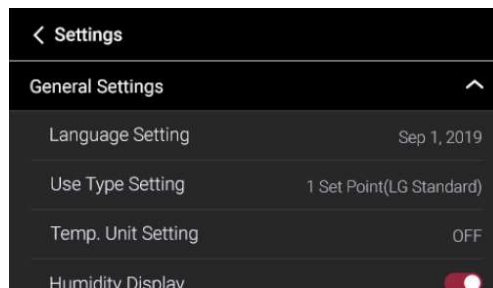 Settings
General Settings
Language Setting Sep 1, 2019
Use Type Setting 1 Set Point(LG Standard)
Temp. Unit Setting OFF
Humidity Display